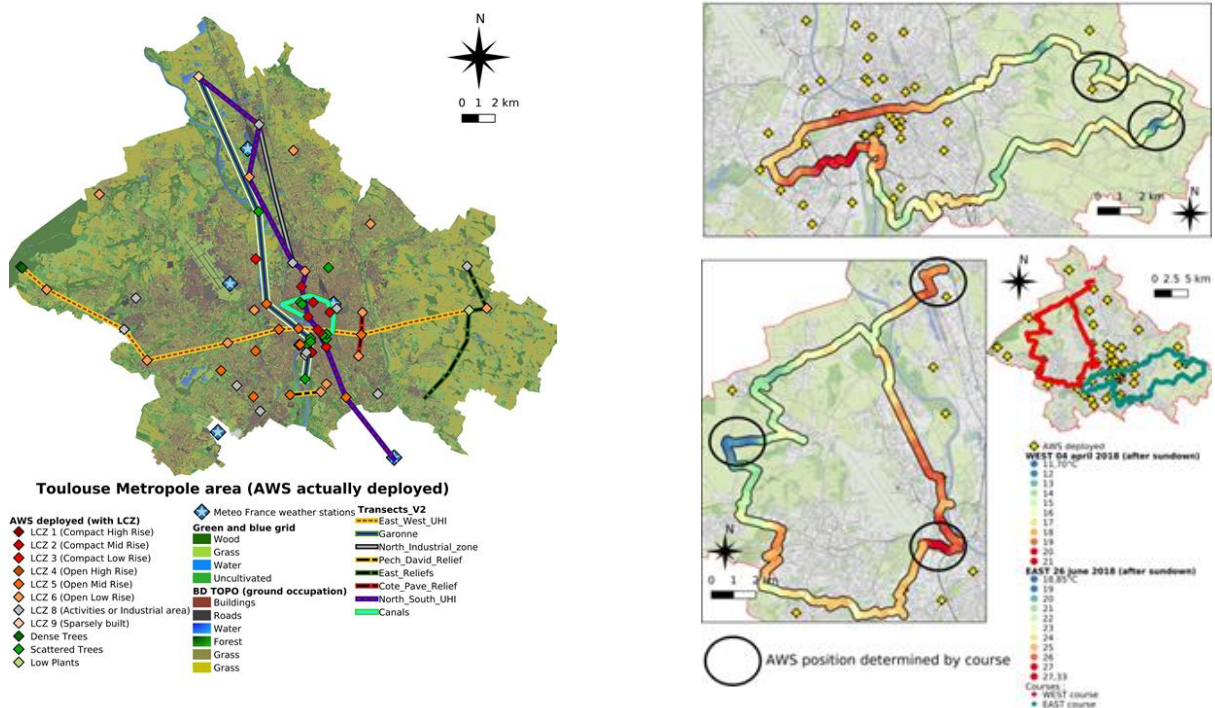 N
0 1 2 km
Toulouse Metropole area (AWS actually deployed)
AWS deployed (with LCZ)
LCZ 1 (Compact High Rise)
LCZ 2 (Compact Mid Rise)
LCZ 3 (Compact Low Rise)
LCZ 4 (Open High Rise)
LCZ 5 (Open Mid Rise)
LCZ 6 (Open Low Rise)
LCZ 8 (Activities or Industrial area)
LCZ 9 (Sparsely built)
Dense Trees
Scattered Trees
Low Plants
Meteo France weather stations
Green and blue grid
Wood
Grass
Water
Uncultivated
BD TOPO (ground occupation)
Buildings
Roads
Water
Forest
Grass
Grass
Transects_V2
East_West_UHI
Garonne
North_Industrial_zone
Pech_David_Relief
East_Reliefs
Cote_Pave_Relief
North_South_UHI
Canals
0 1 2 km
N
N
0 1 2 km
N
0 2.5 5 km
AWS deployed
WEST 04 april 2018 (after sundown)
11,70°C
12
13
14
15
16
17
18
19
20
21
EAST 26 june 2018 (after sundown)
18,85°C
19
20
21
22
23
24
25
26
27
27,33
Courses :
WEST course
EAST course
AWS position determined by course